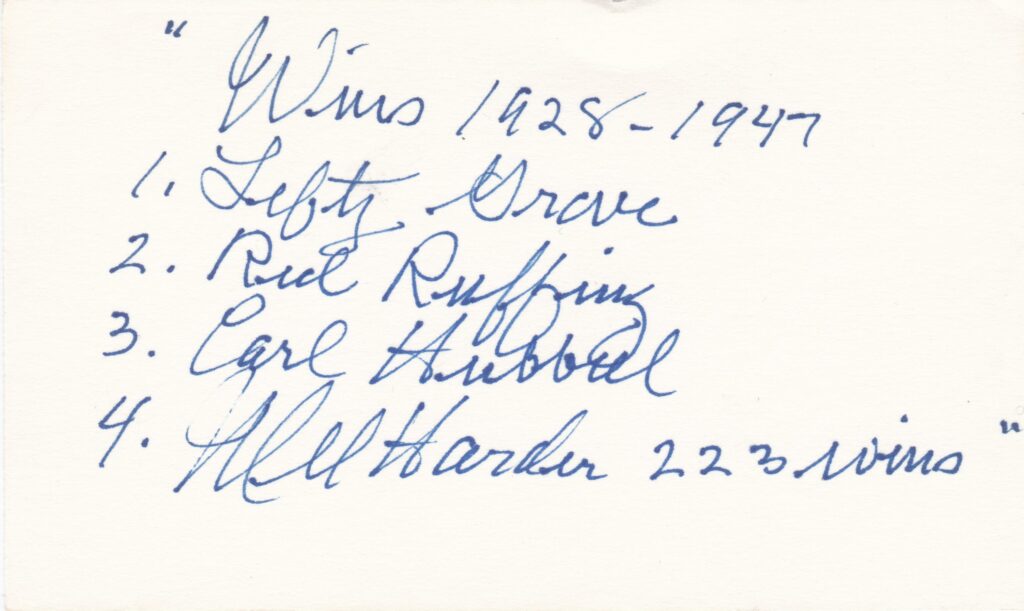 " Wins 1928-1947
1. Lefty Grove
2. Red Ruffing
3. Carl Hubbell
4. Mel Harder 223 wins "